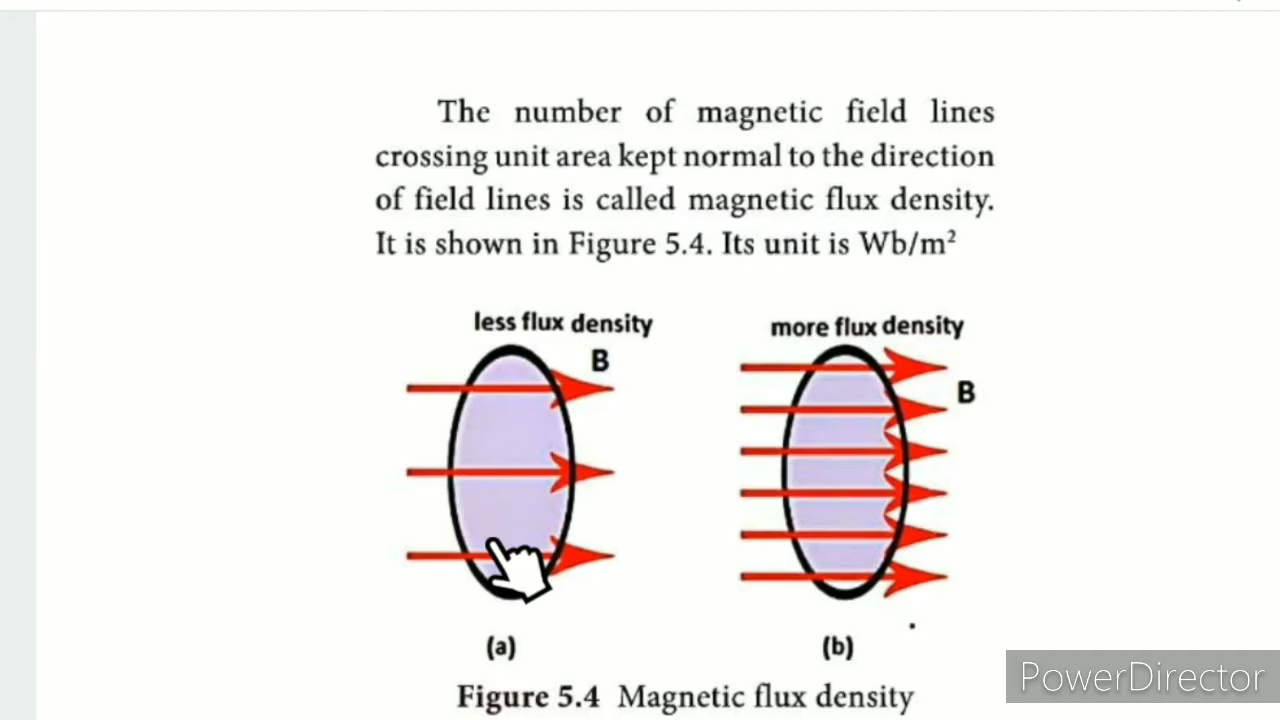 The number of magnetic field lines
crossing unit area kept normal to the direction
of field lines is called magnetic flux density.
It is shown in Figure 5.4. Its unit is Wb/m²
less flux density
B
more flux density
B
(a)
(b)
Figure 5.4 Magnetic flux density
PowerDirector